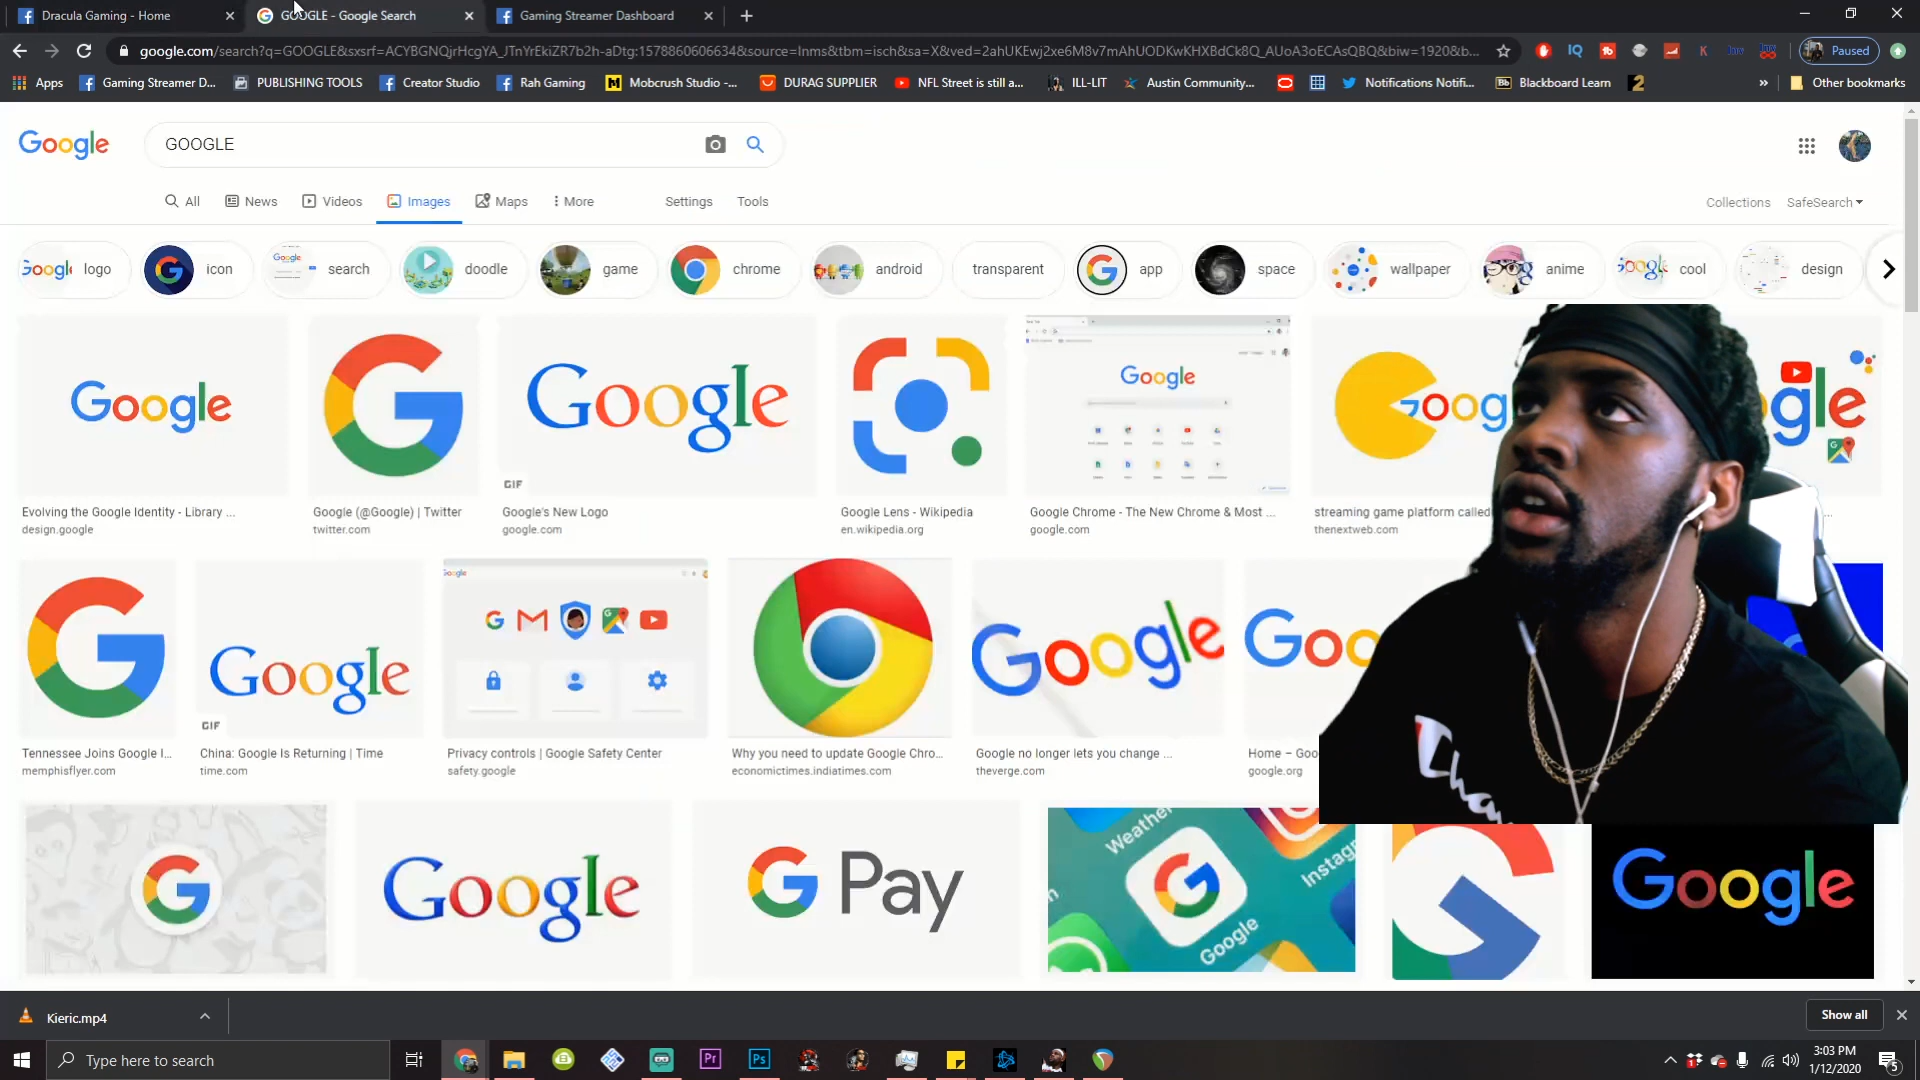 Dracula Gaming - Home
GOOGLE - Google Search
Gaming Streamer Dashboard
google.com/search?q=GOOGLE&sxsrf=ACYBGNQjrHcgYA_JTnYrEkiZR7b2h-aDtg:1578860606634&source=lnms&tbm=isch&sa=X&ved=2ahUKEwj2xe6M8v7mAhUODKwKHXBdCk8Q_AUoA3oECAsQBQ&biw=1920&b...
Paused
Apps
Gaming Streamer D...
PUBLISHING TOOLS
Creator Studio
Rah Gaming
Mobcrush Studio -...
DURAG SUPPLIER
NFL Street is still a...
ILL-LIT
Austin Community...
Notifications Notifi...
Bb Blackboard Learn
»
Other bookmarks
Google
GOOGLE
All
News
Videos
Images
Maps
More
Settings
Tools
Collections
SafeSearch
logo
icon
search
doodle
game
chrome
android
transparent
app
space
wallpaper
anime
cool
design
Google
G
Google
GIF
Google
Evolving the Google Identity - Library ...
design.google
Google (@Google) | Twitter
twitter.com
Google's New Logo
google.com
Google Lens - Wikipedia
en.wikipedia.org
Google Chrome - The New Chrome & Most ...
google.com
streaming game platform called
thenextweb.com
G
Google
GIF
Google
Tennessee Joins Google I...
memphisflyer.com
China: Google Is Returning | Time
time.com
Privacy controls | Google Safety Center
safety.google
Why you need to update Google Chro...
economictimes.indiatimes.com
Google no longer lets you change ...
theverge.com
Home – Goo
google.org
G
Google
G Pay
Weather
Instag
Google
G
Google
Kieric.mp4
Show all
Type here to search
Pr
Ps
3:03 PM
1/12/2020
5